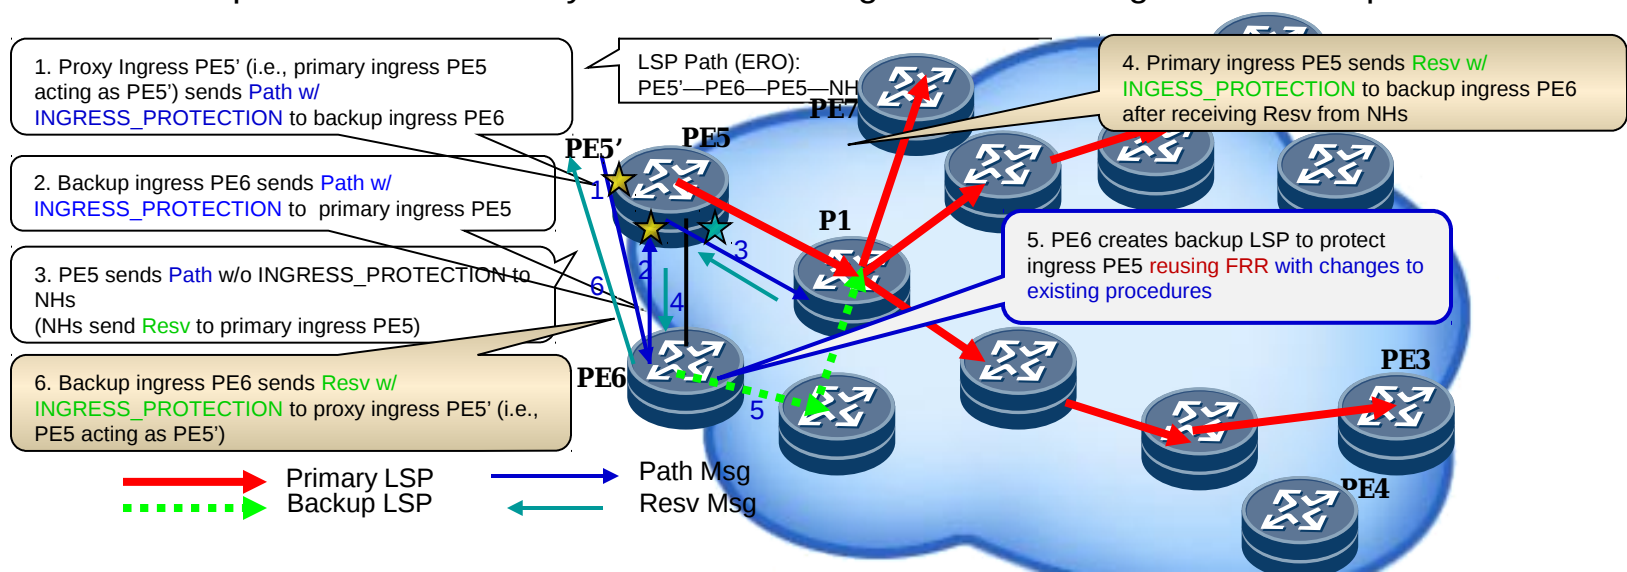 1. Proxy Ingress PE5’ (i.e., primary ingress PE5
acting as PE5’) sends Path w/
INGRESS_PROTECTION to backup ingress PE6
LSP Path (ERO):
PE5’—PE6—PE5—NH
4. Primary ingress PE5 sends Resv w/
INGESS_PROTECTION to backup ingress PE6
after receiving Resv from NHs
PE7
PE5
PE5’
2. Backup ingress PE6 sends Path w/
INGRESS_PROTECTION to  primary ingress PE5
1
P1
3
2
6
4
3. PE5 sends Path w/o INGRESS_PROTECTION to
NHs
(NHs send Resv to primary ingress PE5)
5. PE6 creates backup LSP to protect
ingress PE5 reusing FRR with changes to
existing procedures
PE6
PE3
5
6. Backup ingress PE6 sends Resv w/
INGRESS_PROTECTION to proxy ingress PE5’ (i.e.,
PE5 acting as PE5’)
Primary LSP
Path Msg
Backup LSP
Resv Msg
PE4